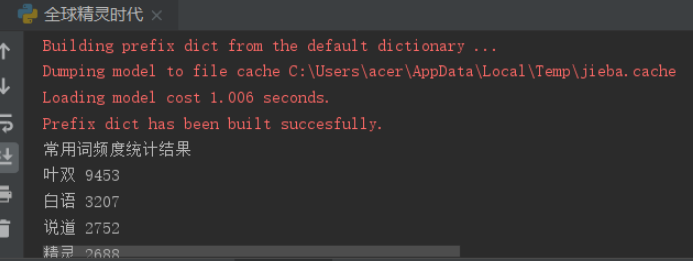 全球精灵时代
Building prefix dict from the default dictionary ...
Dumping model to file cache C:\Users\acer\AppData\Local\Temp\jieba.cache
Loading model cost 1.006 seconds.
Prefix dict has been built succesfully.
常用词频度统计结果
叶双 9453
白语 3207
说道 2752
精灵 2688